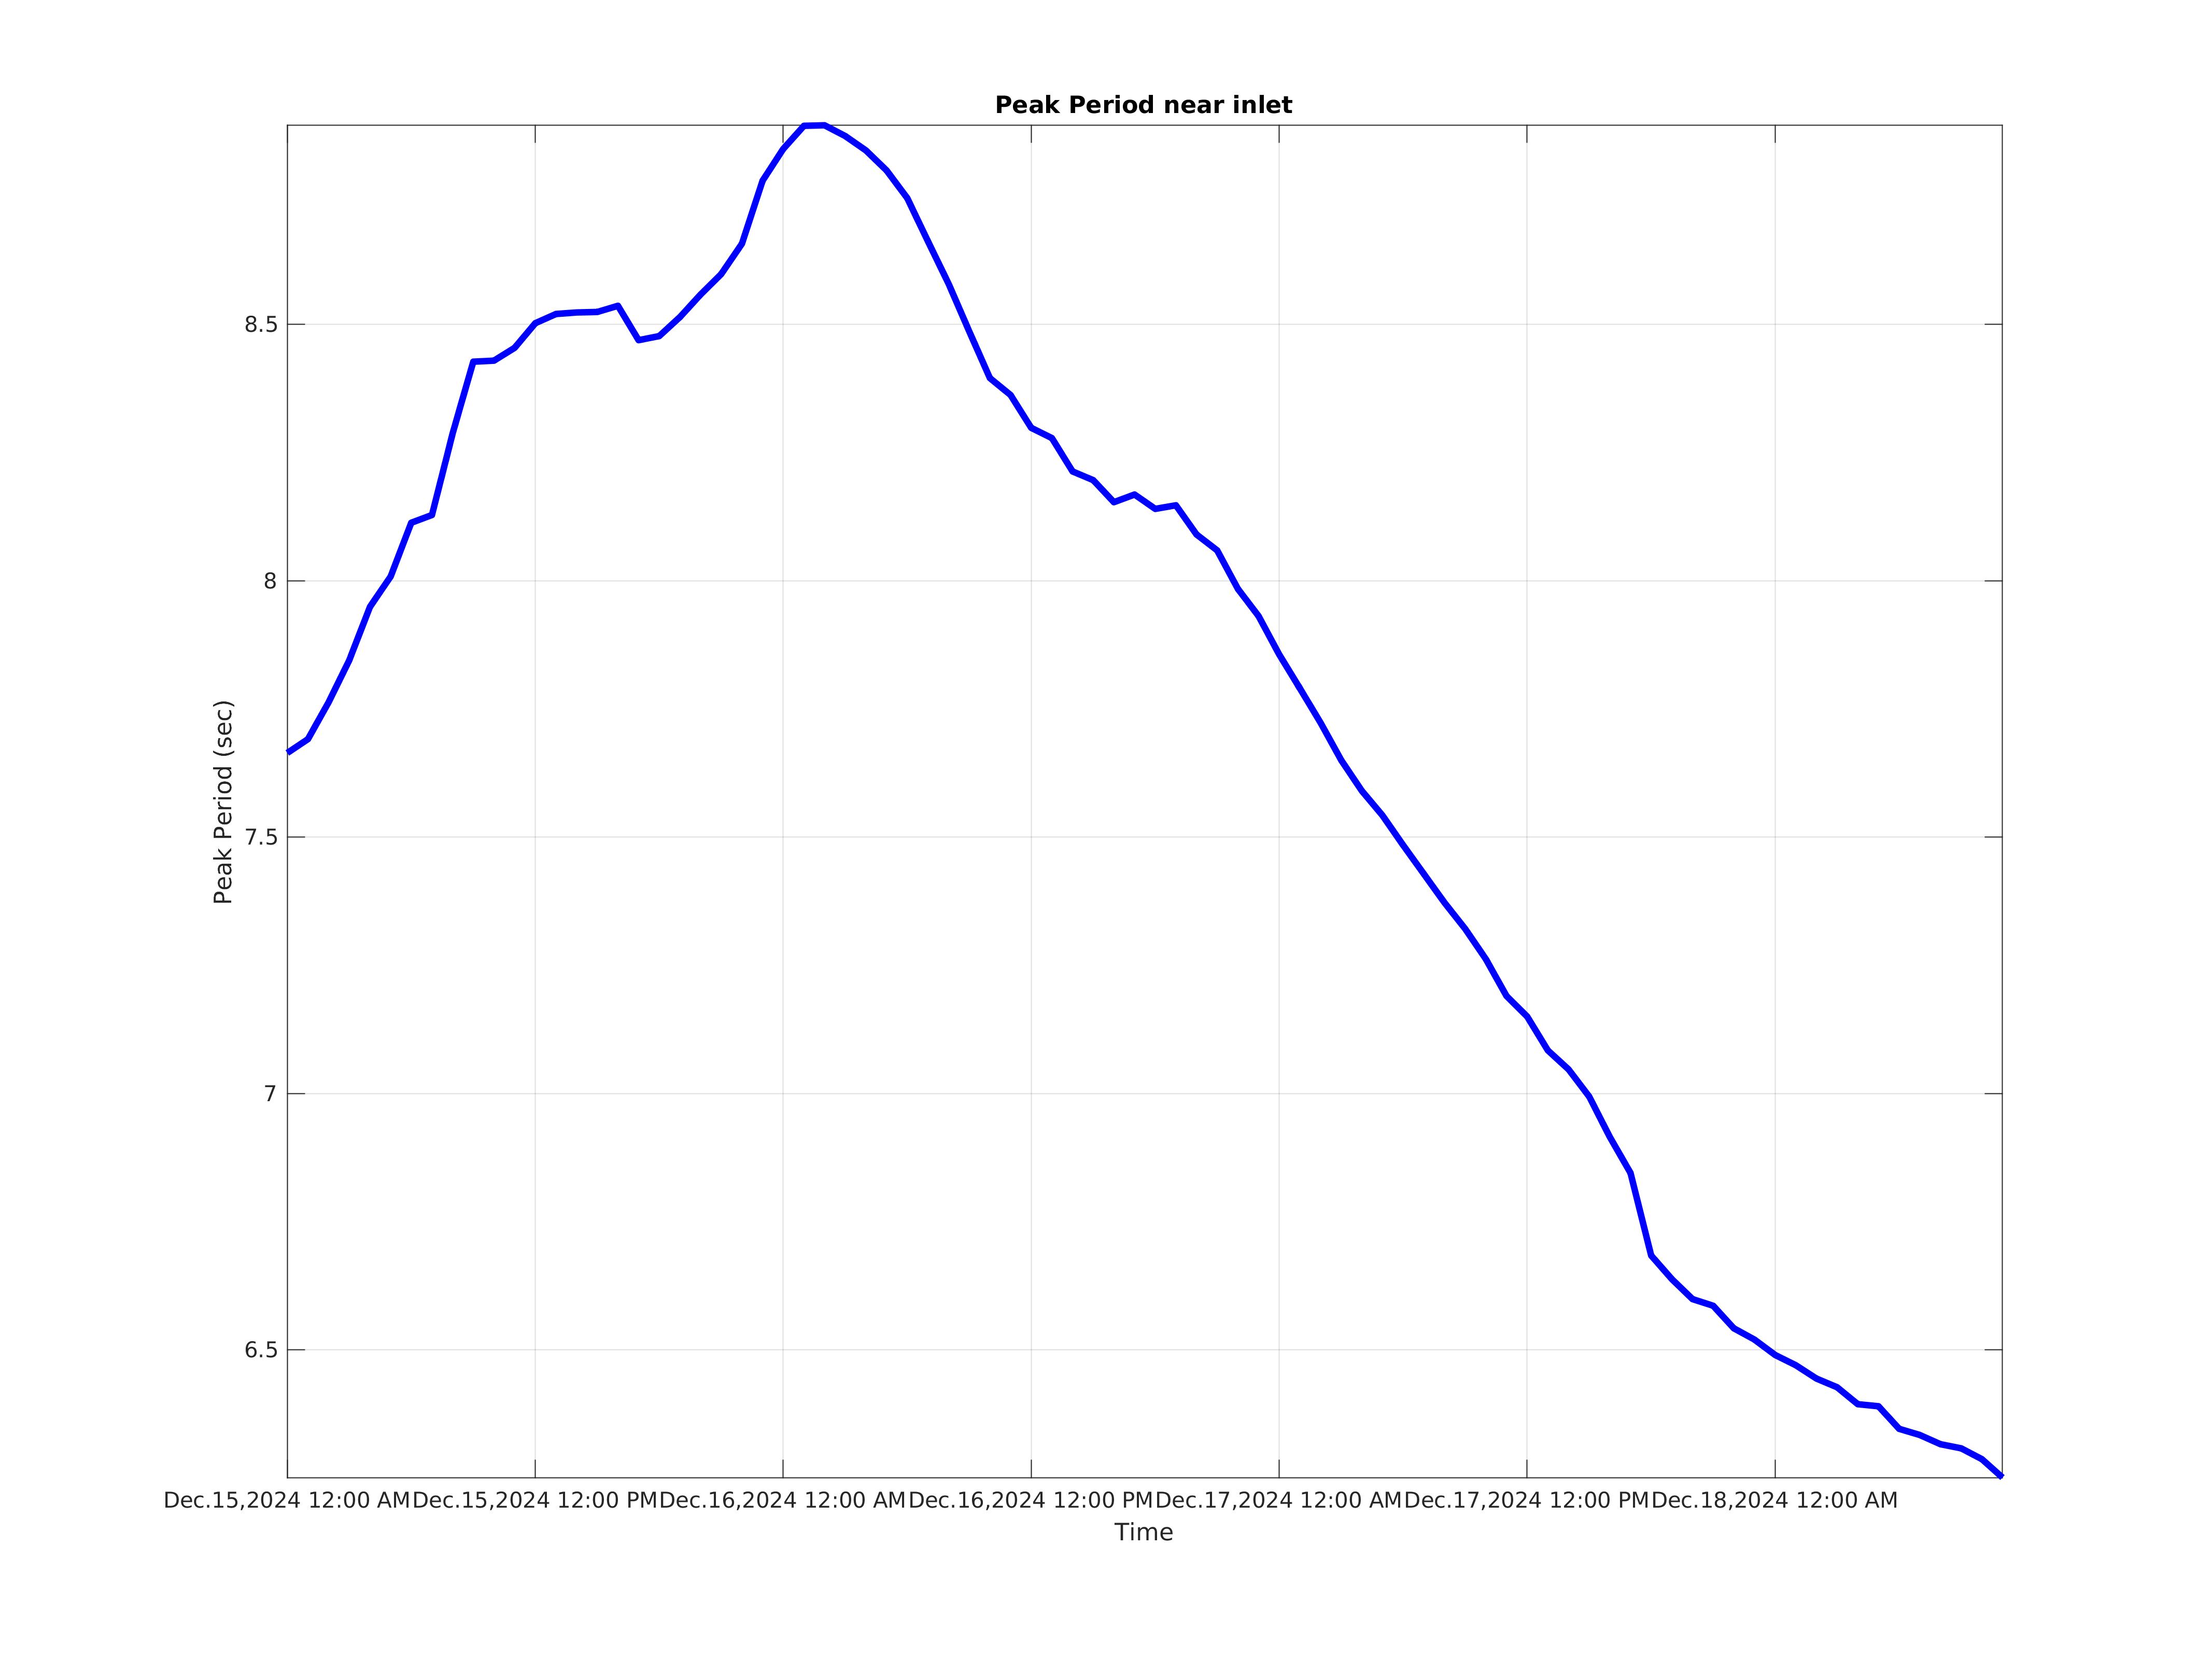 Peak Period near inlet
Peak Period (sec)
8.5
8
7.5
7
6.5
Dec.15,2024 12:00 AM Dec.15,2024 12:00 PM Dec.16,2024 12:00 AM Dec.16,2024 12:00 PM Dec.17,2024 12:00 AM Dec.17,2024 12:00 PM Dec.18,2024 12:00 AM
Time